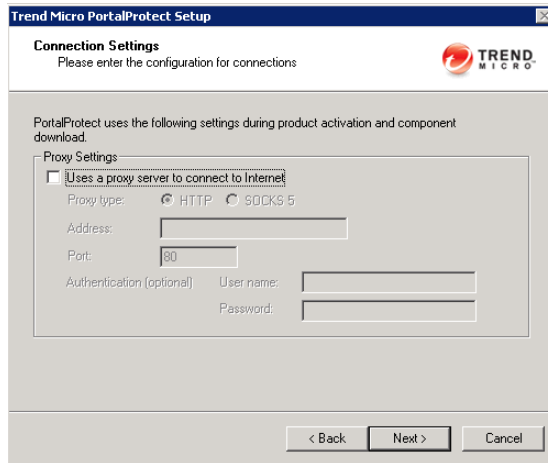 Trend Micro PortalProtect Setup
Connection Settings
Please enter the configuration for connections
TREND
MICRO
PortalProtect uses the following settings during product activation and component
download.
Proxy Settings
Uses a proxy server to connect to Internet
Proxy type: HTTP SOCKS 5
Address:
Port: 80
Authentication (optional) User name:
Password:
< Back Next > Cancel